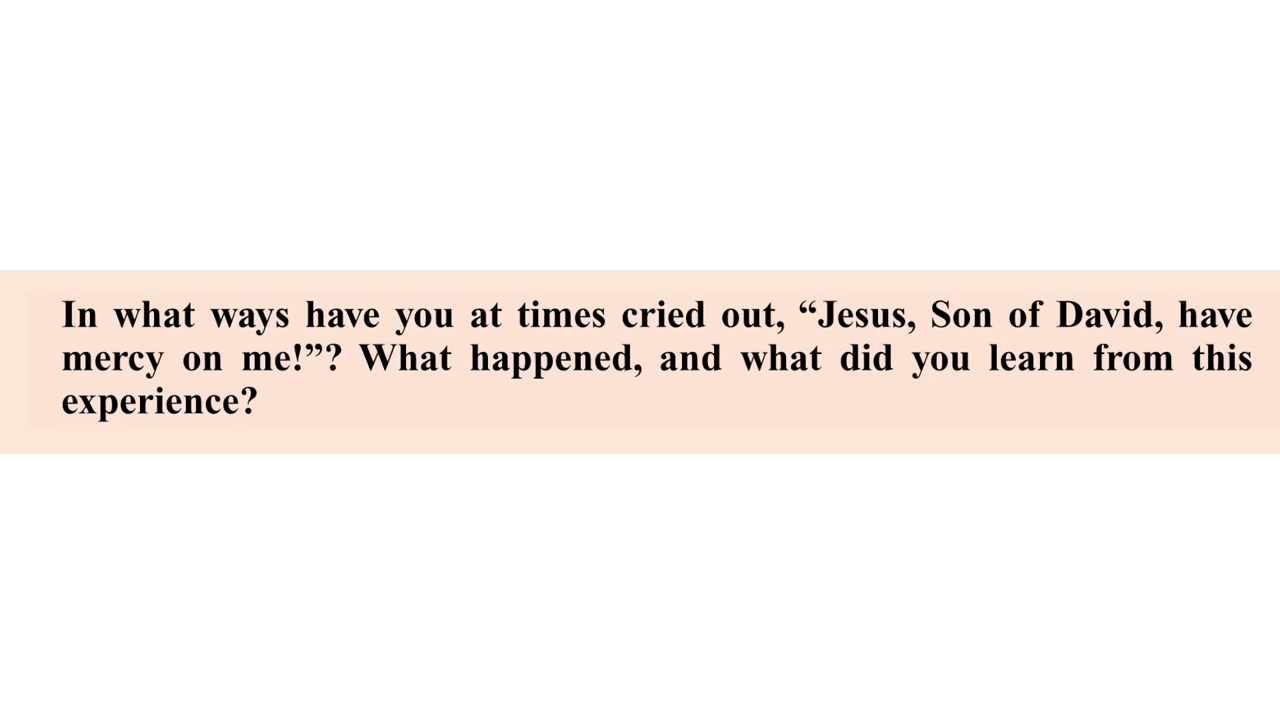 In what ways have you at times cried out, “Jesus, Son of David, have
mercy on me!”? What happened, and what did you learn from this
experience?